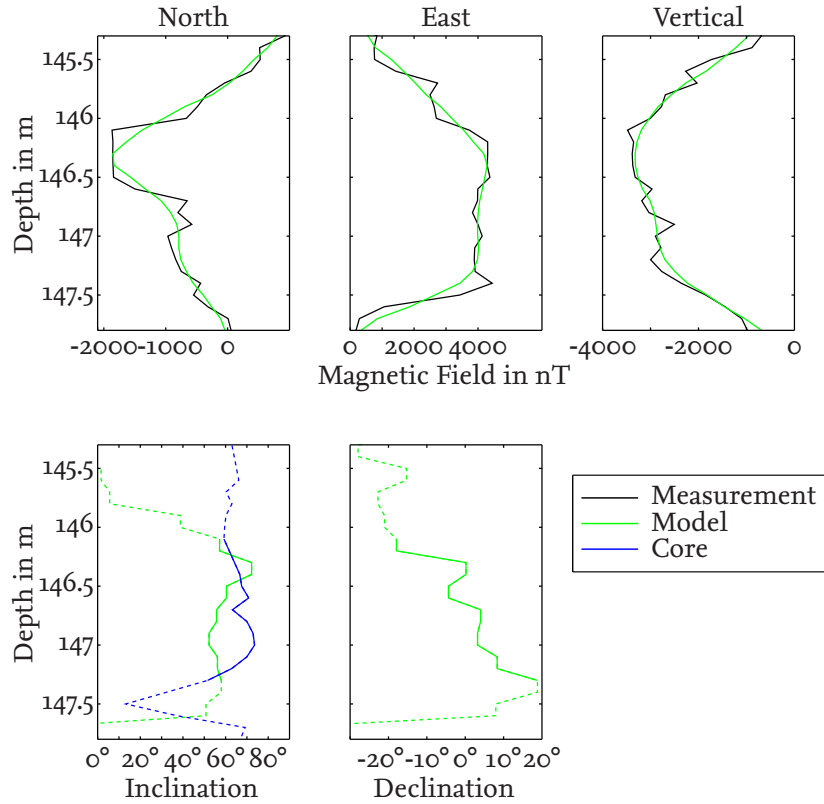 North East Vertical
Depth in m
145.5
146
146.5
147
147.5
-2000 -1000 0
0 2000 4000
-4000 -2000 0
Magnetic Field in nT
Depth in m
145.5
146
146.5
147
147.5
0° 20° 40° 60° 80°
Inclination
-20° -10° 0° 10° 20°
Declination
Measurement
Model
Core